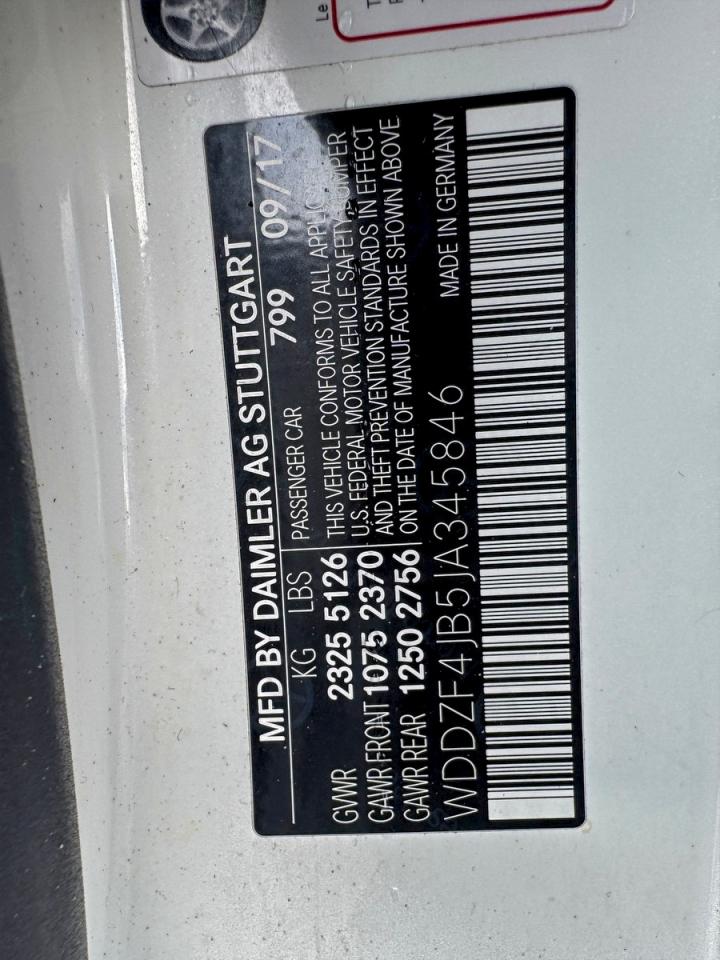 Le
MFD BY DAIMLER AG STUTTGART
KG LBS PASSENGER CAR 799 09/17
GVWR 2325 5126 THIS VEHICLE CONFORMS TO ALL
GAWR FRONT 1075 2370 U.S. FEDERAL MOTOR VEHICLE SAFETY, BUMPER
GAWR REAR 1250 2756 AND THEFT PREVENTION STANDARDS IN EFFECT
ON THE DATE OF MANUFACTURE SHOWN ABOVE
WDDZF4JB5JA345846 MADE IN GERMANY